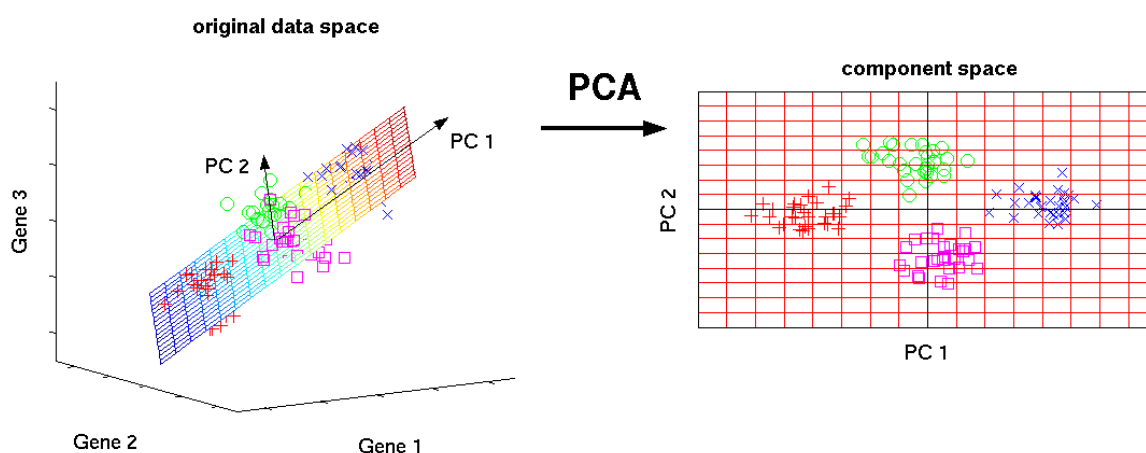 original data space
PCA
component space
PC 1
PC 2
Gene 3
Gene 2
Gene 1
PC 2
PC 1